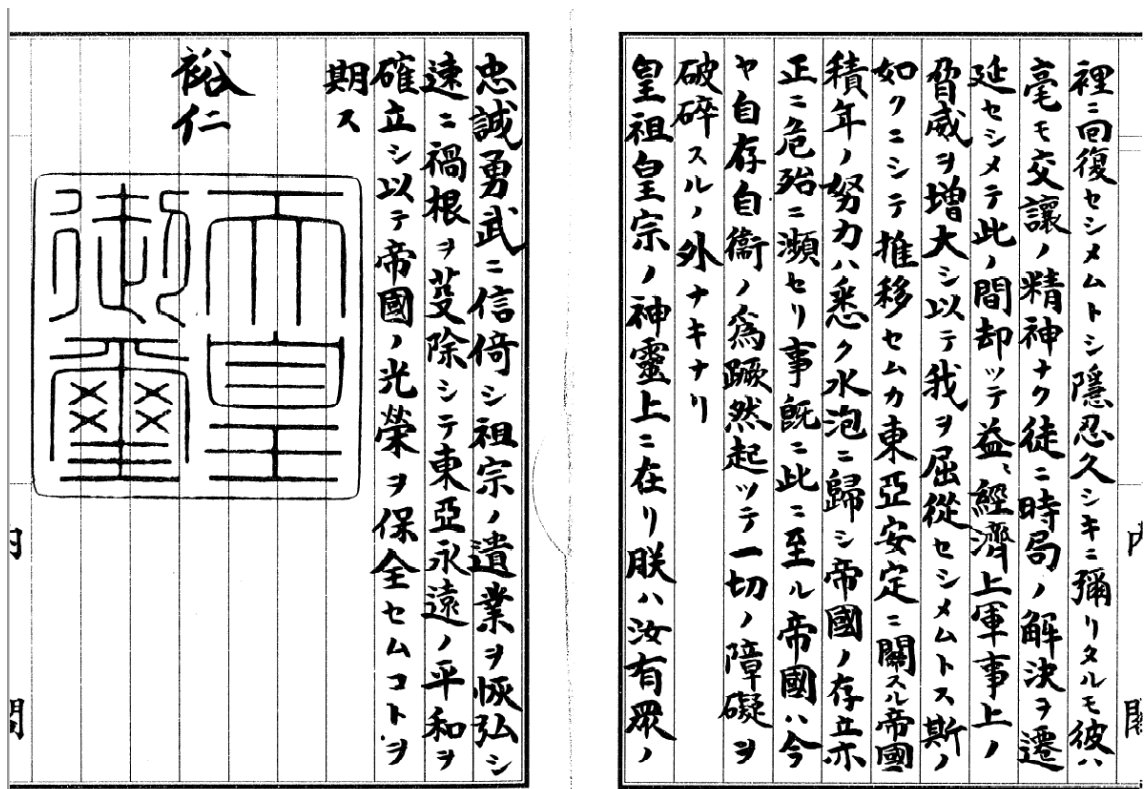 裡ニ囘復セシメムトシ隱忍久シキニ彌リタルモ彼ハ
毫モ交讓ノ精神ナク徒ニ時局ノ解決ヲ遷
延セシメテ此ノ間却ッテ益〻經濟上軍事上ノ
脅威ヲ增大シ以テ我ヲ屈從セシメムトス斯ノ
如クニシテ推移セムカ東亞安定ニ關スル帝國
積年ノ努力ハ悉ク水泡ニ歸シ帝國ノ存立亦
正ニ危殆ニ瀕セリ事既ニ此ニ至ル帝國ハ今
ヤ自存自衞ノ爲蹶然起ッテ一切ノ障礙ヲ
破碎スルノ外ナキナリ
皇祖皇宗ノ神靈上ニ在リ朕ハ汝有眾ノ
忠誠勇武ニ信倚シ祖宗ノ遺業ヲ恢弘シ
速ニ禍根ヲ芟除シテ東亞永遠ノ平和ヲ
確立シ以テ帝國ノ光榮ヲ保全セムコトヲ
期ス
裕仁
天皇
御璽
內
閣